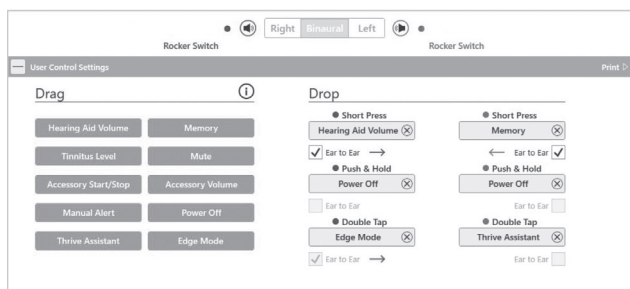 Right Binaural Left
Rocker Switch Rocker Switch
User Control Settings Print
Drag Drop
Short Press Short Press
Hearing Aid Volume Memory Hearing Aid Volume Memory
Ear to Ear Ear to Ear
Tinnitus Level Mute
Push & Hold Push & Hold
Accessory Start/Stop Accessory Volume Power Off Power Off
Ear to Ear Ear to Ear
Manual Alert Power Off
Double Tap Double Tap
Thrive Assistant Edge Mode Edge Mode Thrive Assistant
Ear to Ear Ear to Ear